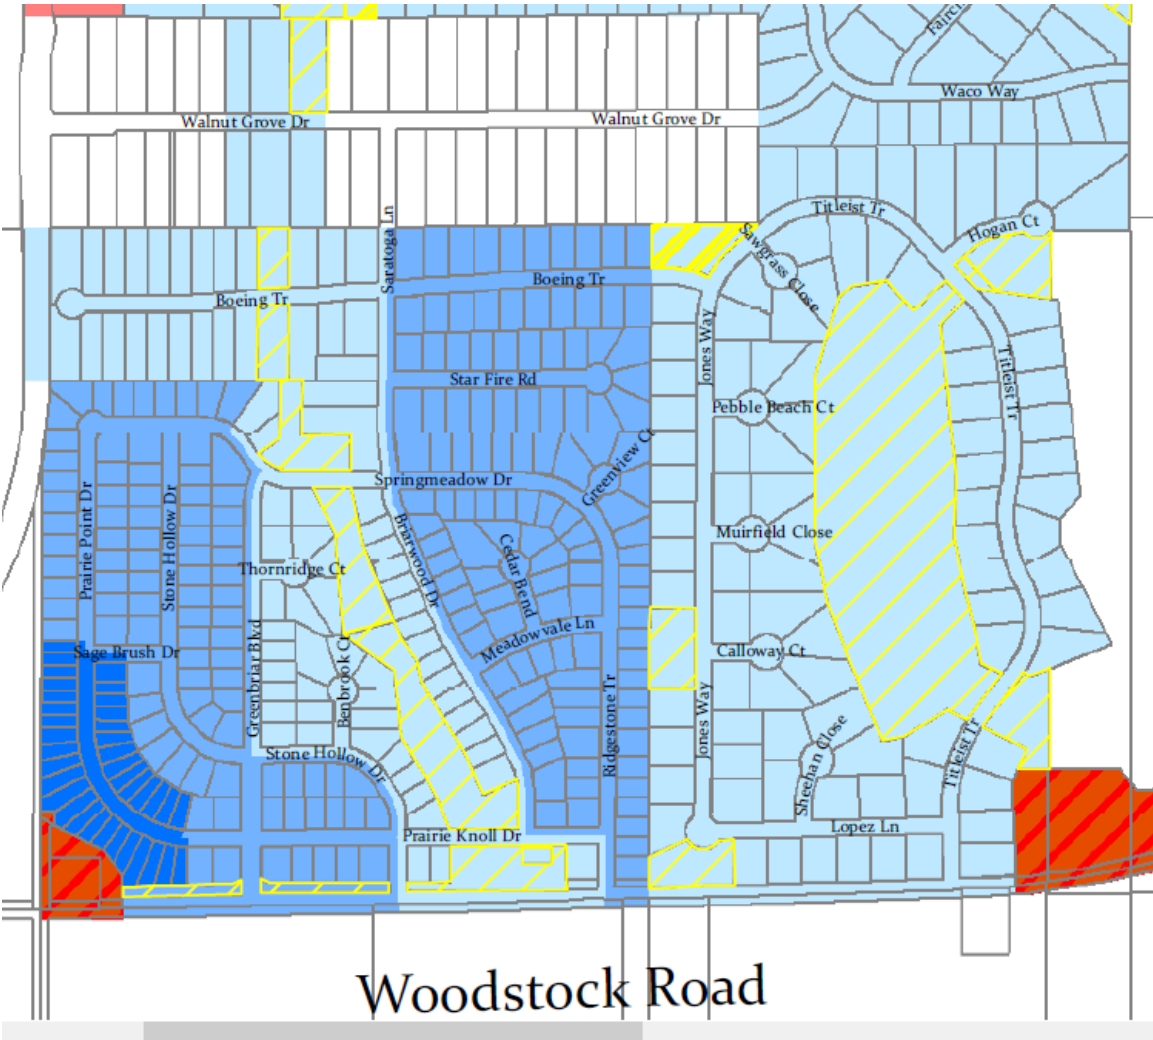 Waco Way
Walnut Grove Dr
Walnut Grove Dr
Titleist Tr
Hogan Ct
Saratoga Ln
Sawgrass Close
Boeing Tr
Boeing Tr
Jones Way
Titleist Tr
Star Fire Rd
Pebble Beach Ct
Greenview Ct
Springmeadow Dr
Prairie Point Dr
Stone Hollow Dr
Briarwood Dr
Cedar Bend
Muirfield Close
Thornridge Ct
Meadowvale Ln
Sage Brush Dr
Greenbriar Blvd
Benbrook Ct
Calloway Ct
Ridgestone Tr
Jones Way
Stone Hollow Dr
Sheehan Close
Titleist Tr
Prairie Knoll Dr
Lopez Ln
Woodstock Road